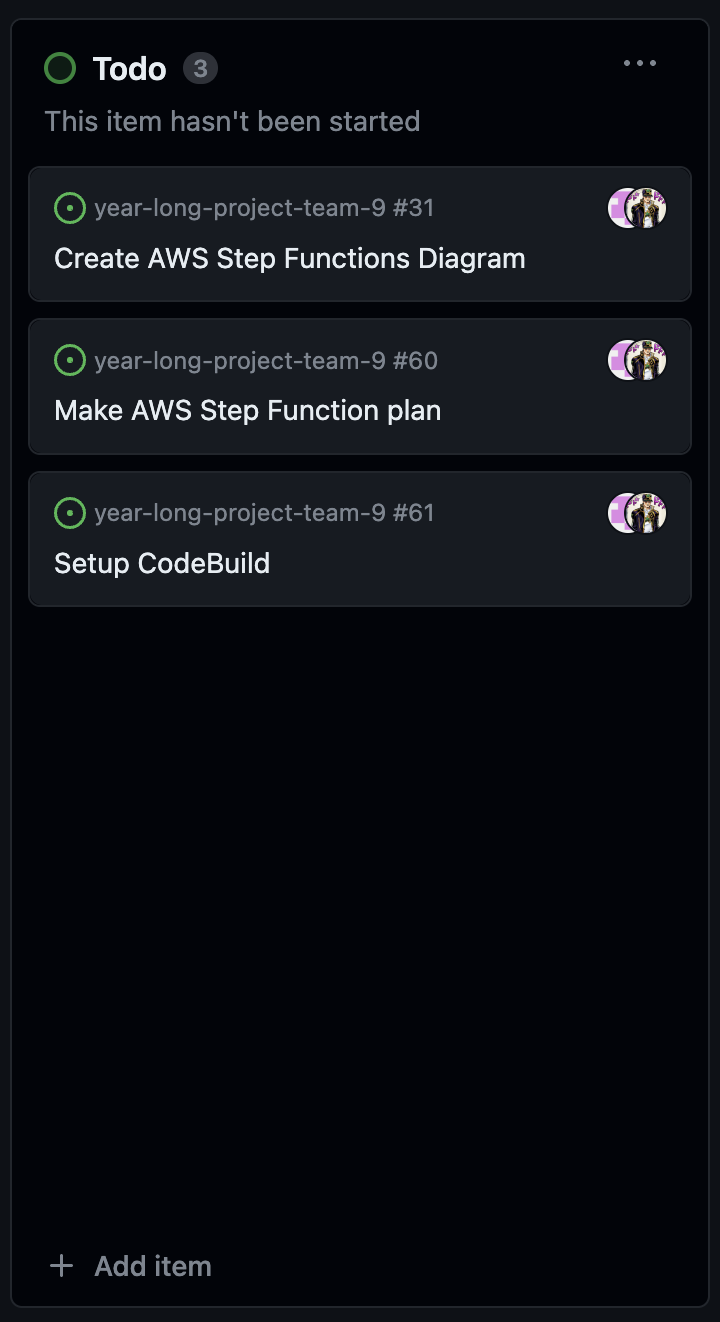 Todo 3
This item hasn't been started
year-long-project-team-9 #31
Create AWS Step Functions Diagram
year-long-project-team-9 #60
Make AWS Step Function plan
year-long-project-team-9 #61
Setup CodeBuild
+ Add item